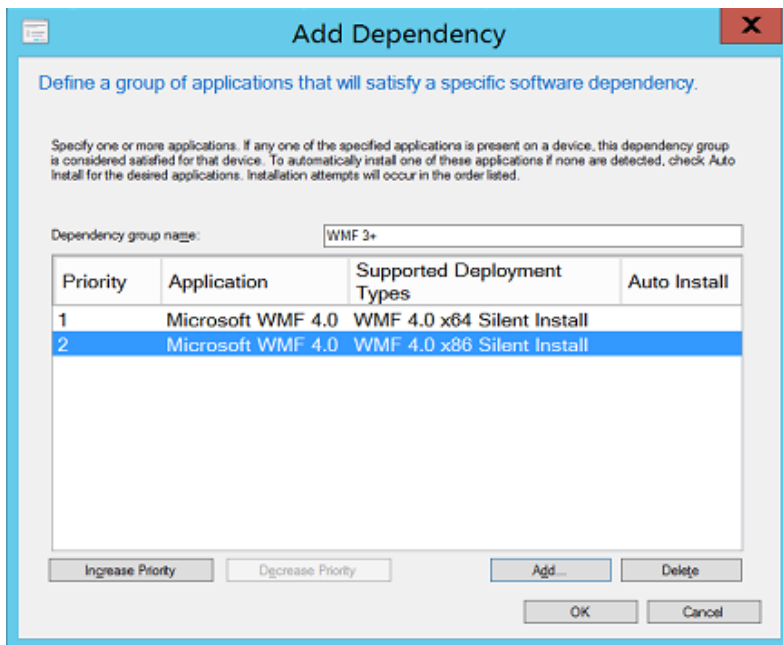 Add Dependency
X
Define a group of applications that will satisfy a specific software dependency.
Specify one or more applications. If any one of the specified applications is present on a device, this dependency group
is considered satisfied for that device. To automatically install one of these applications if none are detected, check Auto
Install for the desired applications. Installation attempts will occur in the order listed.
Dependency group name: WMF 3+
Priority Application Supported Deployment Types Auto Install
1 Microsoft WMF 4.0 WMF 4.0 x64 Silent Install
2 Microsoft WMF 4.0 WMF 4.0 x86 Silent Install
Increase Priority Decrease Priority Add... Delete
OK Cancel